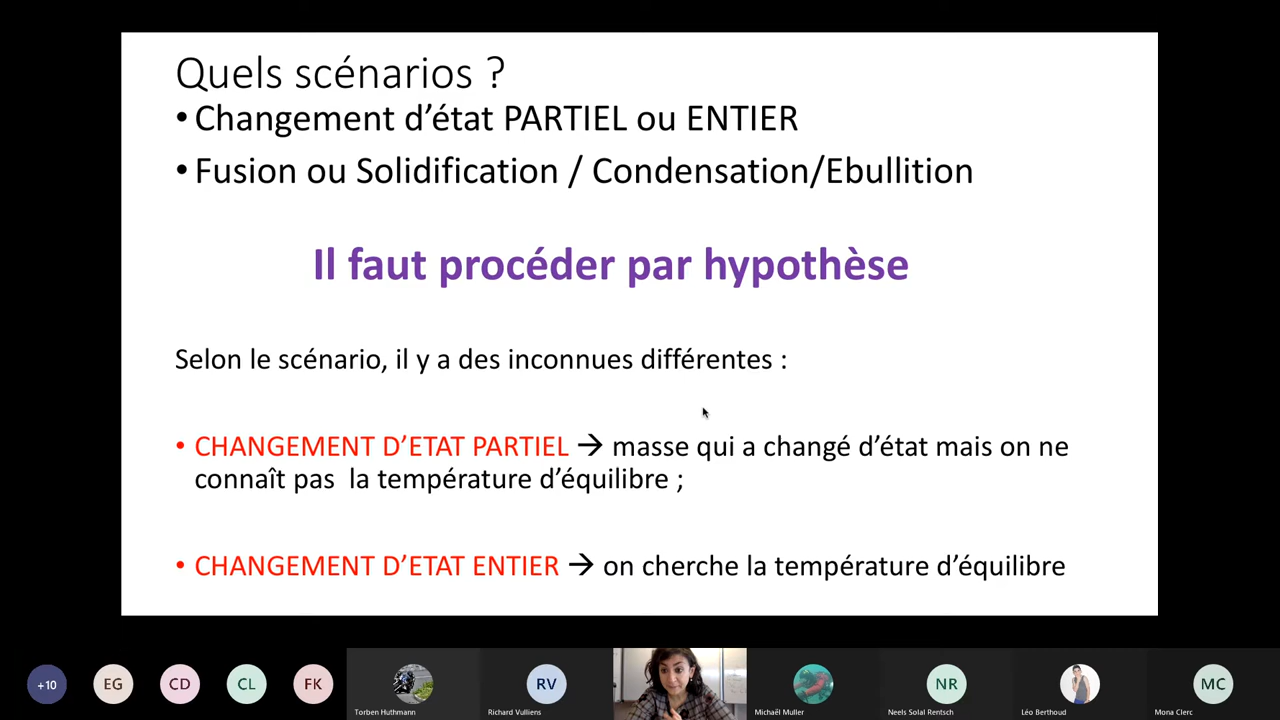 Quels scénarios ?
• Changement d’état PARTIEL ou ENTIER
• Fusion ou Solidification / Condensation/Ebullition
Il faut procéder par hypothèse
Selon le scénario, il y a des inconnues différentes :
• CHANGEMENT D’ETAT PARTIEL → masse qui a changé d’état mais on ne
connaît pas la température d’équilibre ;
• CHANGEMENT D’ETAT ENTIER → on cherche la température d’équilibre
+10 EG CD CL FK RV NR MC
Torben Huthmann Richard Vulliens Michaël Muller Neels Solal Rentsch Léo Berthoud Mona Clerc